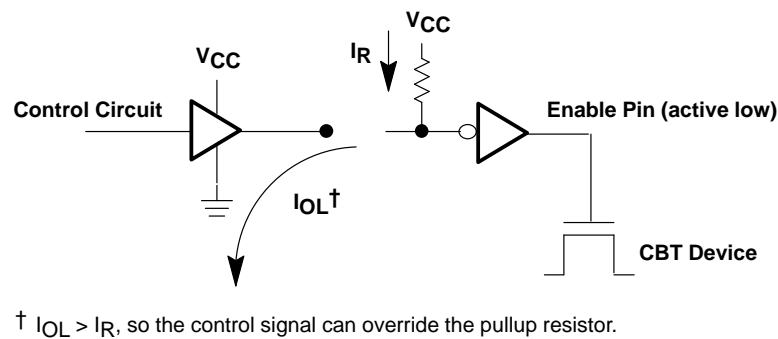 VCC
IR
VCC
Control Circuit
Enable Pin (active low)
IOL†
CBT Device
† IOL > IR, so the control signal can override the pullup resistor.